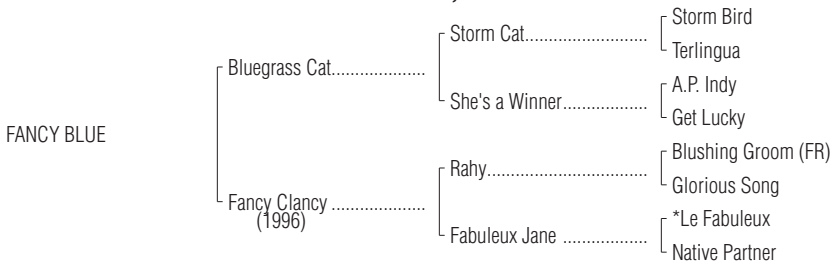 Storm Bird
Storm Cat.............................
Terlingua
Bluegrass Cat....................
A.P. Indy
She's a Winner....................
Get Lucky
FANCY BLUE
Blushing Groom (FR)
Rahy......................................
Glorious Song
Fancy Clancy ....................
(1996)
*Le Fabuleux
Fabuleux Jane ....................
Native Partner